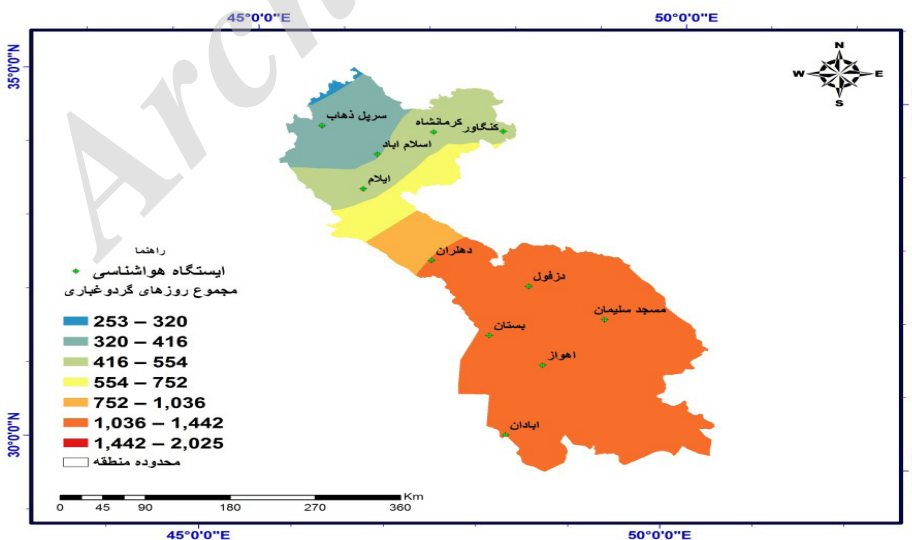 45°0'0"E 50°0'0"E
35°0'0"N
30°0'0"N
Arch
N
W E
S
سرپل ذهاب
کرمانشاه
کنگاور
اسلام اباد
ایلام
دهلران
دزفول
مسجد سلیمان
بستان
اهواز
ابادان
راهنما
ایستگاه هواشناسی
مجموع روزهای گردوغباری
253 – 320
320 – 416
416 – 554
554 – 752
752 – 1,036
1,036 – 1,442
1,442 – 2,025
محدوده منطقه
Km
0 45 90 180 270 360
45°0'0"E 50°0'0"E